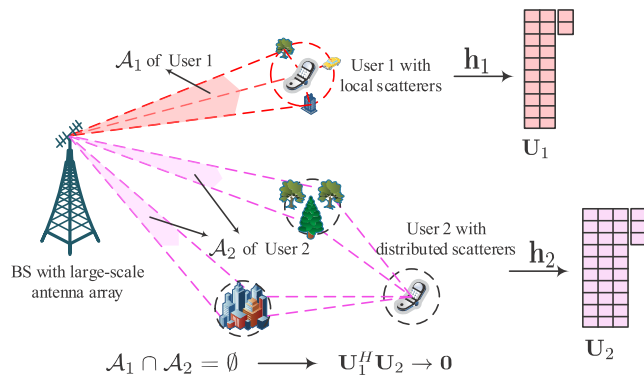 𝒜₁ of User 1
User 1 with
local scatterers
𝐡₁
𝐔₁
User 2 with
distributed scatterers
𝐡₂
𝒜₂ of User 2
BS with large-scale
antenna array
𝐔₂
𝒜₁ ∩ 𝒜₂ = ∅ ⟶ 𝐔₁ᴴ𝐔₂ → 𝟎